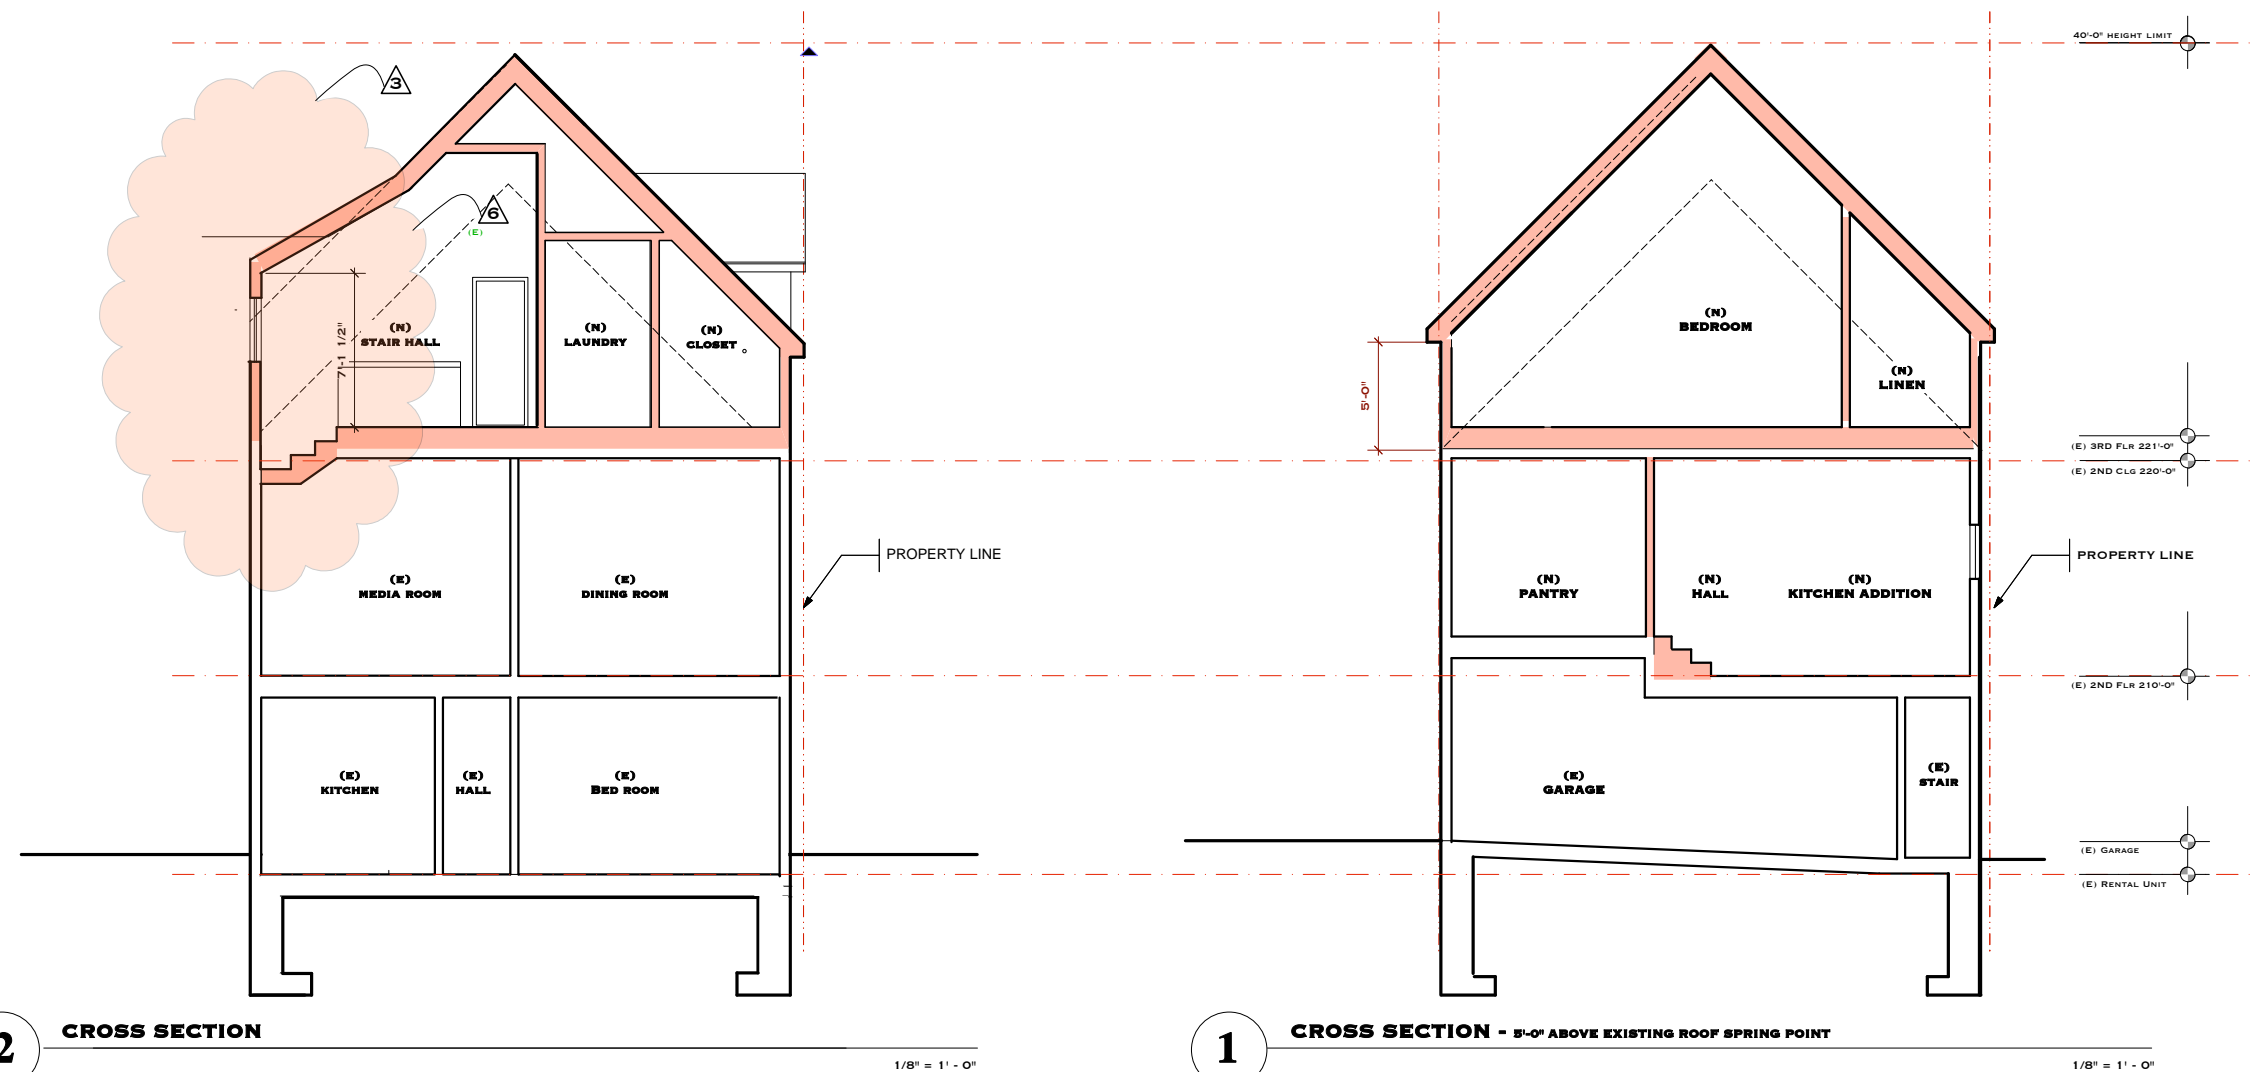 40'-0" HEIGHT LIMIT
3
6
(E)
7'-1 1/2"
(N)
STAIR HALL
(N)
LAUNDRY
(N)
CLOSET
(N)
BEDROOM
(N)
LINEN
5'-0"
(E) 3RD FLR 221'-0"
(E) 2ND CLG 220'-0"
PROPERTY LINE
PROPERTY LINE
(E)
MEDIA ROOM
(E)
DINING ROOM
(N)
PANTRY
(N)
HALL
(N)
KITCHEN ADDITION
(E) 2ND FLR 210'-0"
(E)
KITCHEN
(E)
HALL
(E)
BED ROOM
(E)
GARAGE
(E)
STAIR
(E) GARAGE
(E) RENTAL UNIT
2
CROSS SECTION
1/8" = 1' - 0"
1
CROSS SECTION - 5'-0" ABOVE EXISTING ROOF SPRING POINT
1/8" = 1' - 0"